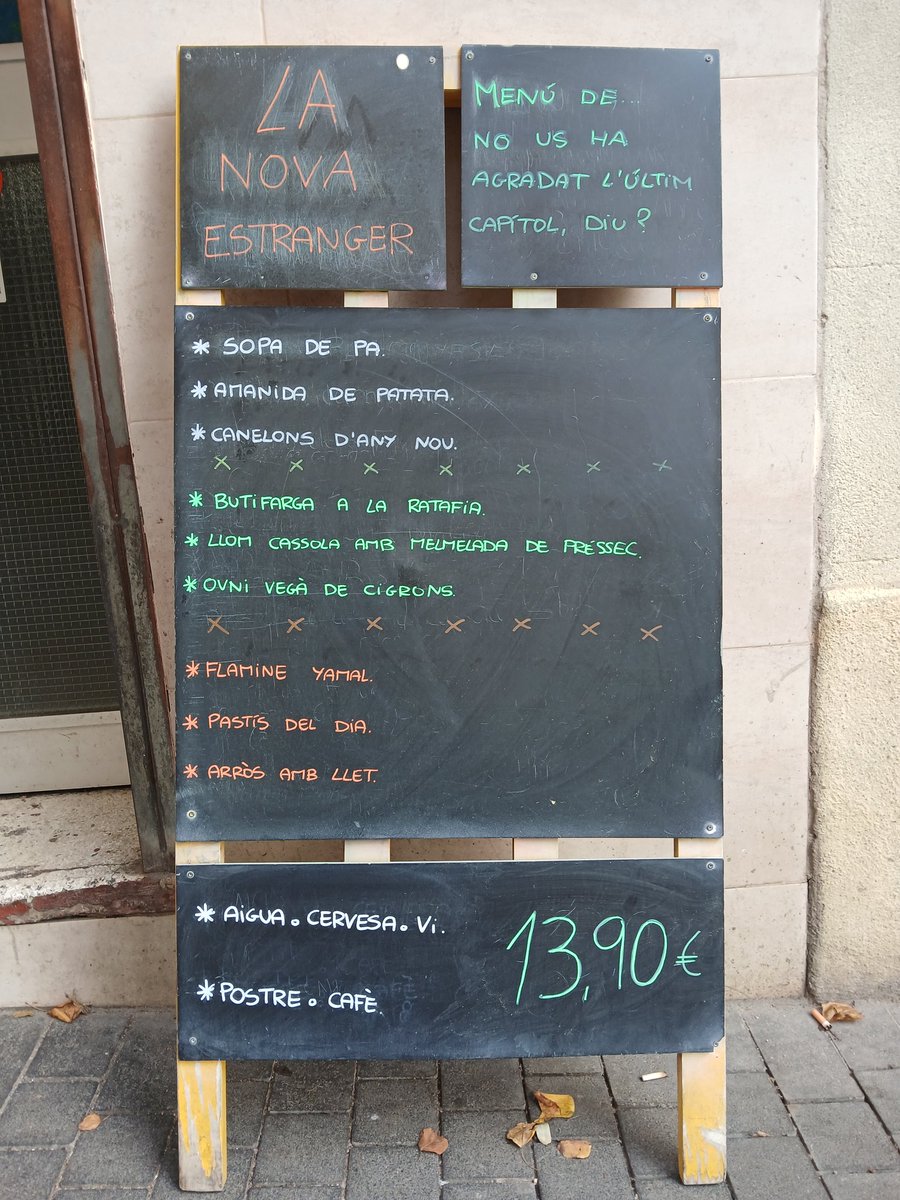 LA
NOVA
ESTRANGER
MENÚ DE...
NO US HA
AGRADAT L'ÚLTIM
CAPÍTOL, DIU?
* SOPA DE PA.
* AMANIDA DE PATATA.
* CANELONS D'ANY NOU.
x x x x x x x
* BUTIFARGA A LA RATAFIA.
* LLOM CASSOLA AMB MELMELADA DE PRÉSSEC.
* OVNI VEGÀ DE CIGRONS.
x x x x x x x
* FLAMINE YAMAL.
* PASTÍS DEL DIA.
* ARRÒS AMB LLET.
* AIGUA o CERVESA o VI.
* POSTRE o CAFÈ.
13,90€